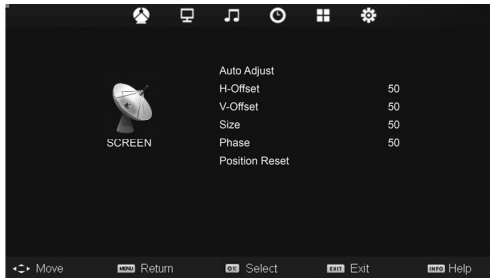 Auto Adjust
H-Offset 50
V-Offset 50
Size 50
Phase 50
Position Reset
SCREEN
Move MENU Return OK Select EXIT Exit INFO Help